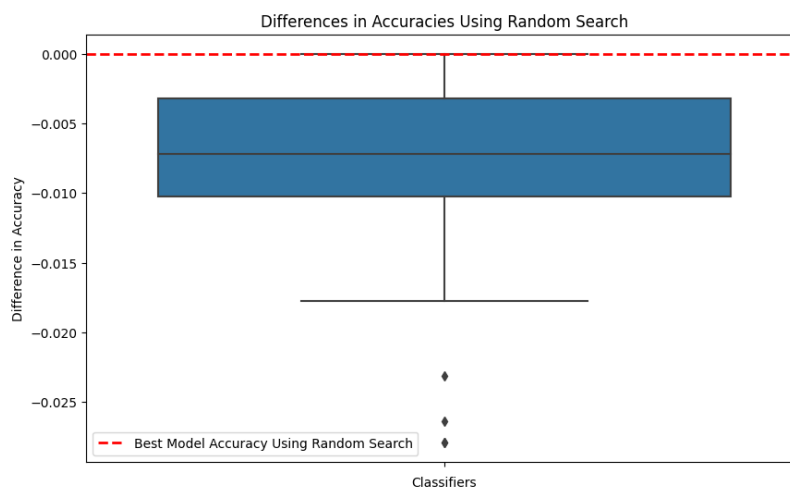 Differences in Accuracies Using Random Search
Difference in Accuracy
0.000
−0.005
−0.010
−0.015
−0.020
−0.025
Best Model Accuracy Using Random Search
Classifiers